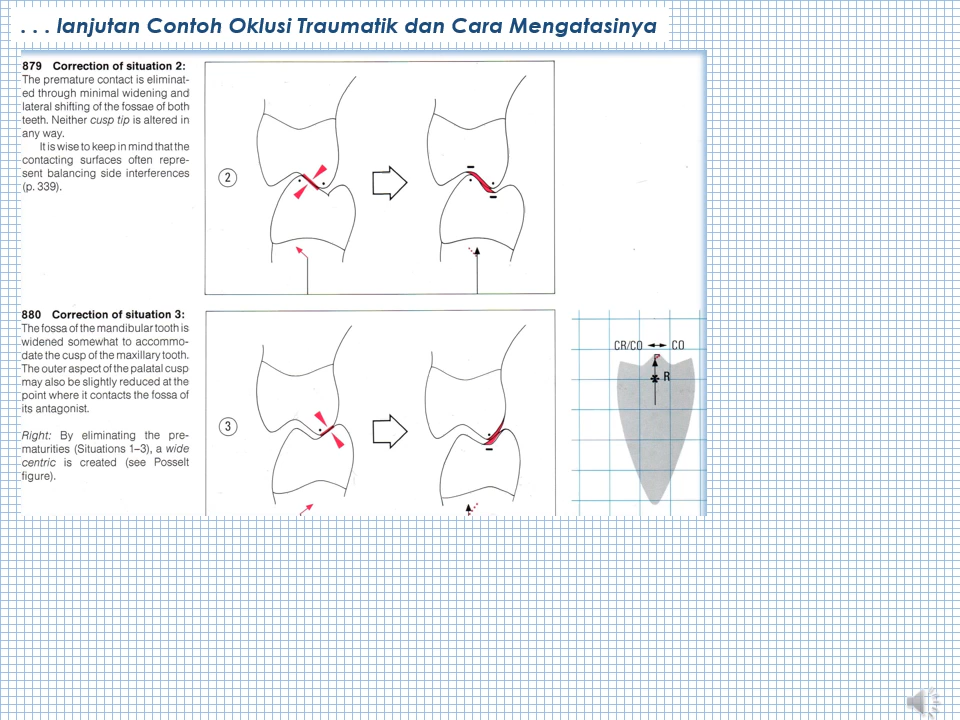 . . . lanjutan Contoh Oklusi Traumatik dan Cara Mengatasinya
879 Correction of situation 2:
The premature contact is eliminat-
ed through minimal widening and
lateral shifting of the fossae of both
teeth. Neither cusp tip is altered in
any way.
It is wise to keep in mind that the
contacting surfaces often repre-
sent balancing side interferences
(p. 339).
2
880 Correction of situation 3:
The fossa of the mandibular tooth is
widened somewhat to accommo-
date the cusp of the maxillary tooth.
The outer aspect of the palatal cusp
may also be slightly reduced at the
point where it contacts the fossa of
its antagonist.
Right: By eliminating the pre-
maturities (Situations 1–3), a wide
centric is created (see Posselt
figure).
3
CR/CO CO
R